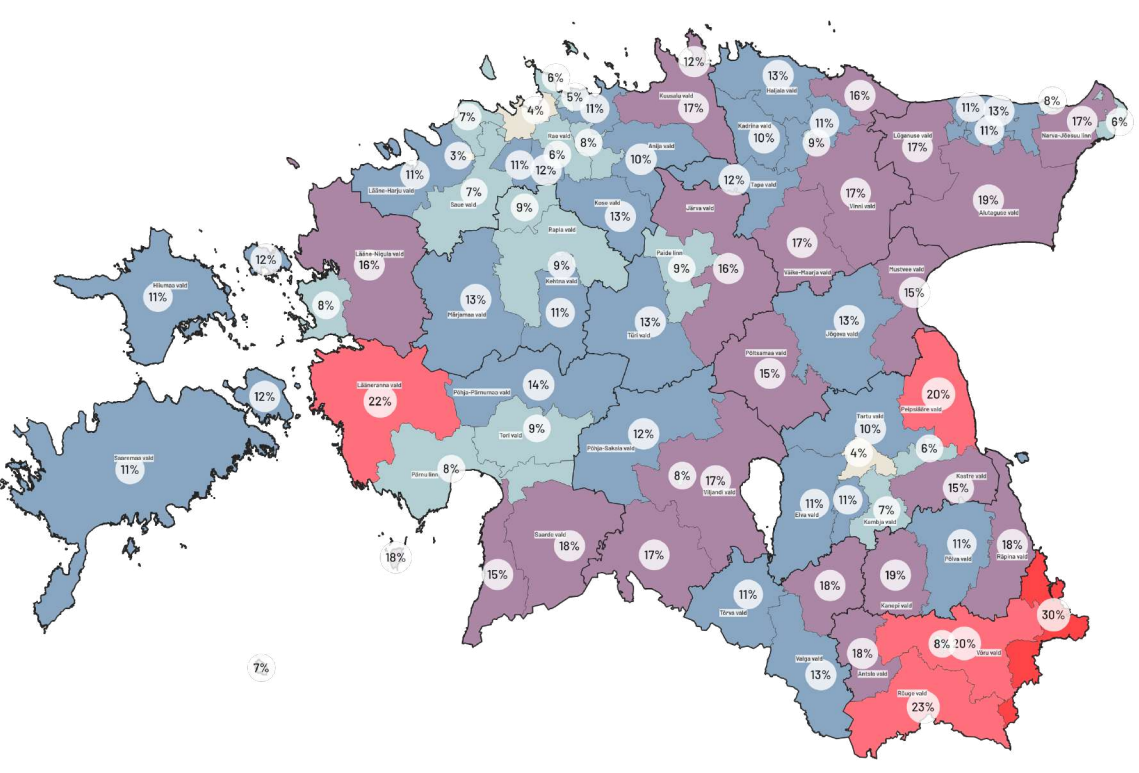 6%
12%
13%
Haljala vald
5%
11%
4%
16%
Kuusalu vald
17%
7%
Kadrina vald
10%
11%
9%
11%
13%
11%
8%
17%
Narva-Jõesuu linn
6%
Rae vald
6%
8%
Anija vald
10%
Lüganuse vald
17%
3%
11%
12%
11%
Lääne-Harju vald
7%
Saue vald
12%
Tapa vald
17%
Vinni vald
19%
Alutaguse vald
9%
Kose vald
13%
Järva vald
Rapla vald
9%
Kehtna vald
11%
Paide linn
9%
16%
17%
Väike-Maarja vald
12%
Lääne-Nigula vald
16%
Hiiumaa vald
11%
8%
13%
Märjamaa vald
13%
Türi vald
Mustvee vald
15%
13%
Jõgeva vald
Põltsamaa vald
15%
12%
Lääneranna vald
22%
14%
Põhja-Pärnumaa vald
20%
Peipsiääre vald
Saaremaa vald
11%
9%
Tori vald
Pärnu linn
8%
12%
Põhja-Sakala vald
Tartu vald
10%
4%
6%
8%
17%
Viljandi vald
Kastre vald
15%
11%
Elva vald
11%
7%
Kambja vald
18%
15%
Saarde vald
18%
17%
11%
Põlva vald
18%
Räpina vald
11%
Tõrva vald
18%
19%
Kanepi vald
30%
7%
Valga vald
13%
18%
Antsla vald
8%
20%
Võru vald
Rõuge vald
23%